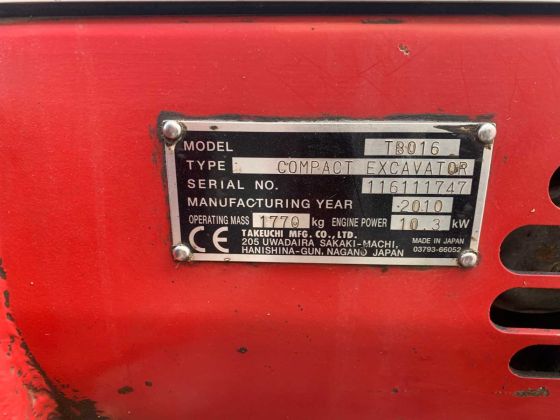 MODEL TB016
TYPE COMPACT EXCAVATOR
SERIAL NO. 116111747
MANUFACTURING YEAR 2010
OPERATING MASS 1770 kg ENGINE POWER 10.3 kW
CE TAKEUCHI MFG. CO., LTD. MADE IN JAPAN
205 UWADAIRA SAKAKI-MACHI, 03793-66052
HANISHINA-GUN, NAGANO JAPAN